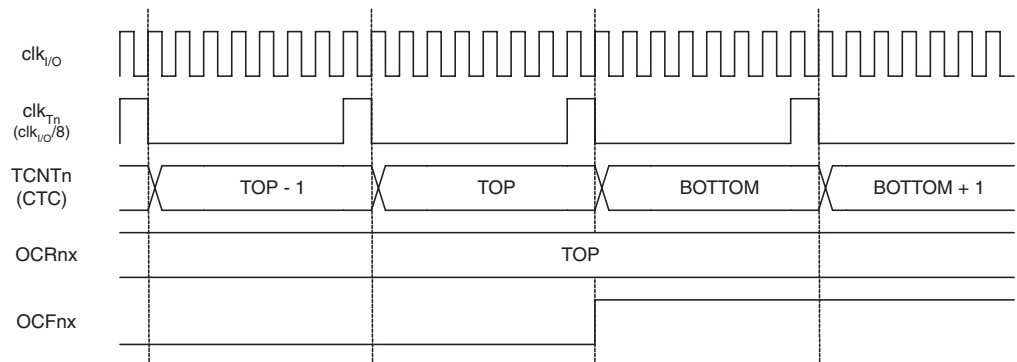 clkI/O
clkTn
(clkI/O/8)
TCNTn
(CTC)
TOP - 1
TOP
BOTTOM
BOTTOM + 1
OCRnx
TOP
OCFnx